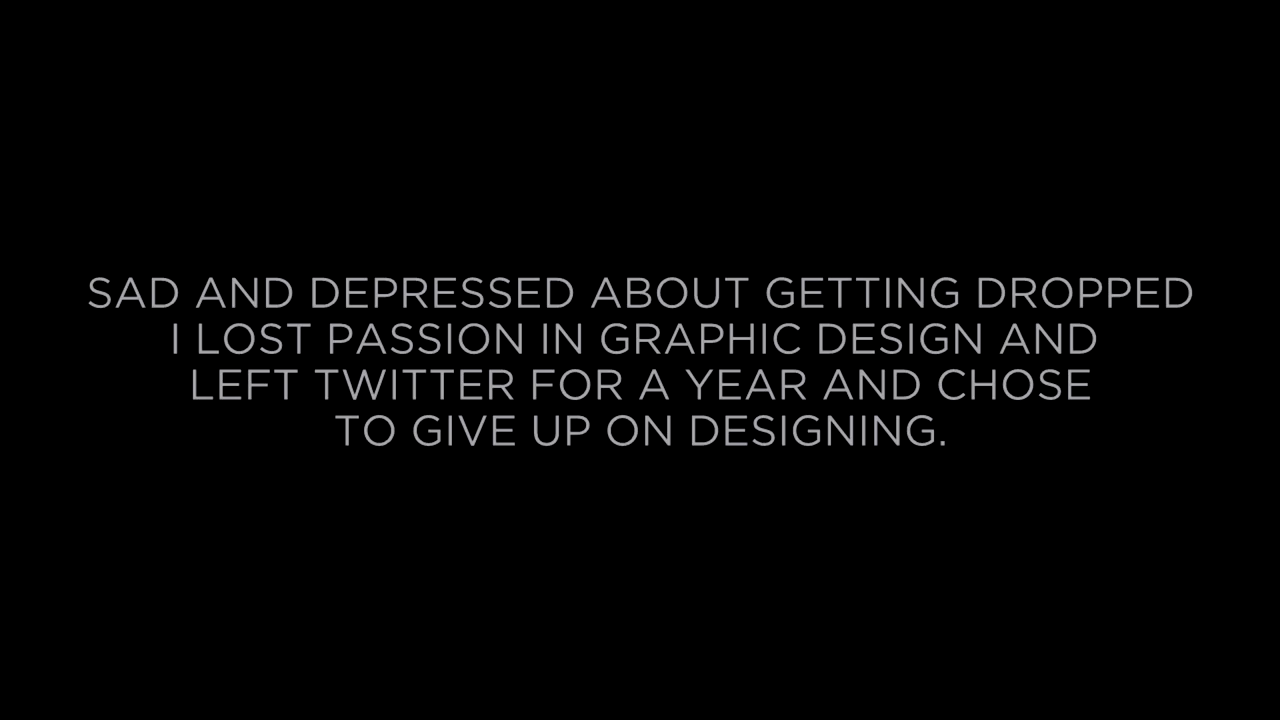 SAD AND DEPRESSED ABOUT GETTING DROPPED
I LOST PASSION IN GRAPHIC DESIGN AND
LEFT TWITTER FOR A YEAR AND CHOSE
TO GIVE UP ON DESIGNING.